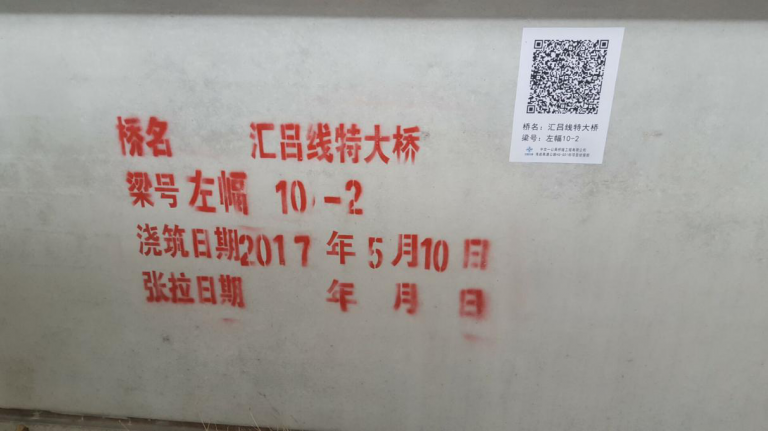 桥名 汇吕线特大桥
梁号 左幅 10-2
浇筑日期2017年5月10日
张拉日期 年 月 日
桥名：汇吕线特大桥
梁号：左幅10-2